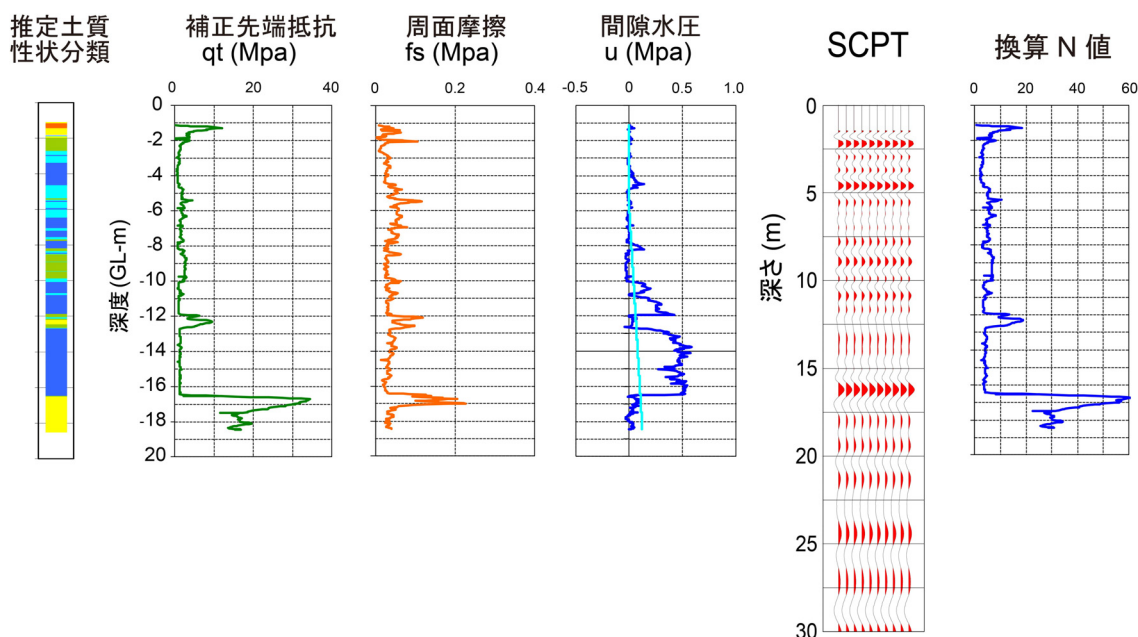 推定土質
性状分類
補正先端抵抗
qt (Mpa)
周面摩擦
fs (Mpa)
間隙水圧
u (Mpa)
SCPT
換算 N 値
0 20 40
0 0.2 0.4
-0.5 0 0.5 1.0
0 20 40 60
深度 (GL-m)
0
-2
-4
-6
-8
-10
-12
-14
-16
-18
20
深さ (m)
0
5
10
15
20
25
30